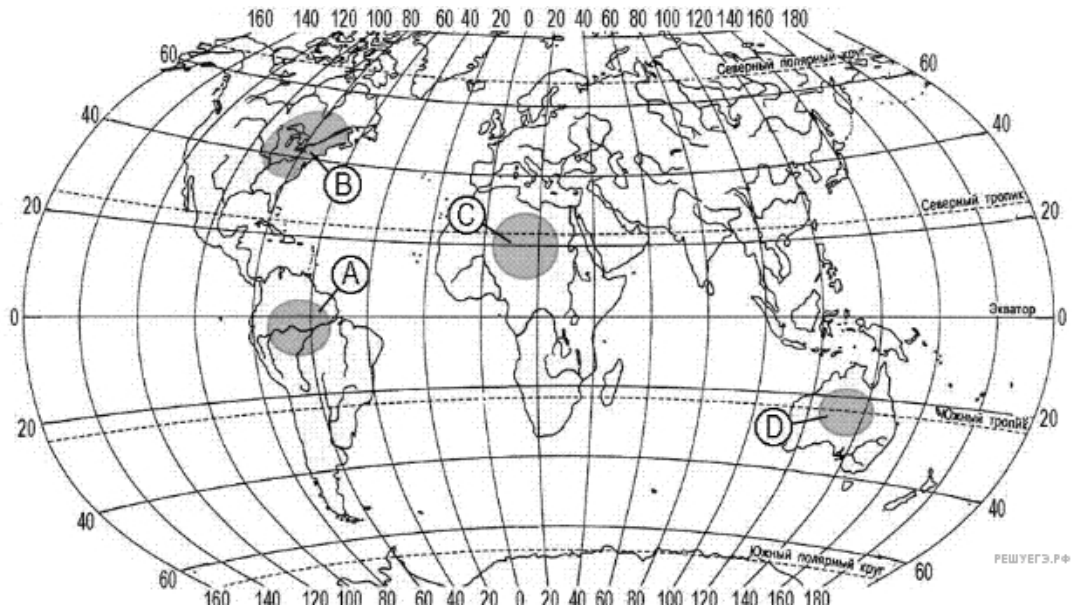 160 140 120 100 80 60 40 20 0 20 40 60 80 100 120 140 160 180
60 Северный полярный круг 60
40 40
B
Северный тропик
20 C 20
A
0 Экватор 0
D Южный тропик
20 20
40 40
Южный полярный круг
РЕШУЕГЭ.РФ
60 60
160 140 120 100 80 60 40 20 0 20 40 60 80 100 120 140 160 180